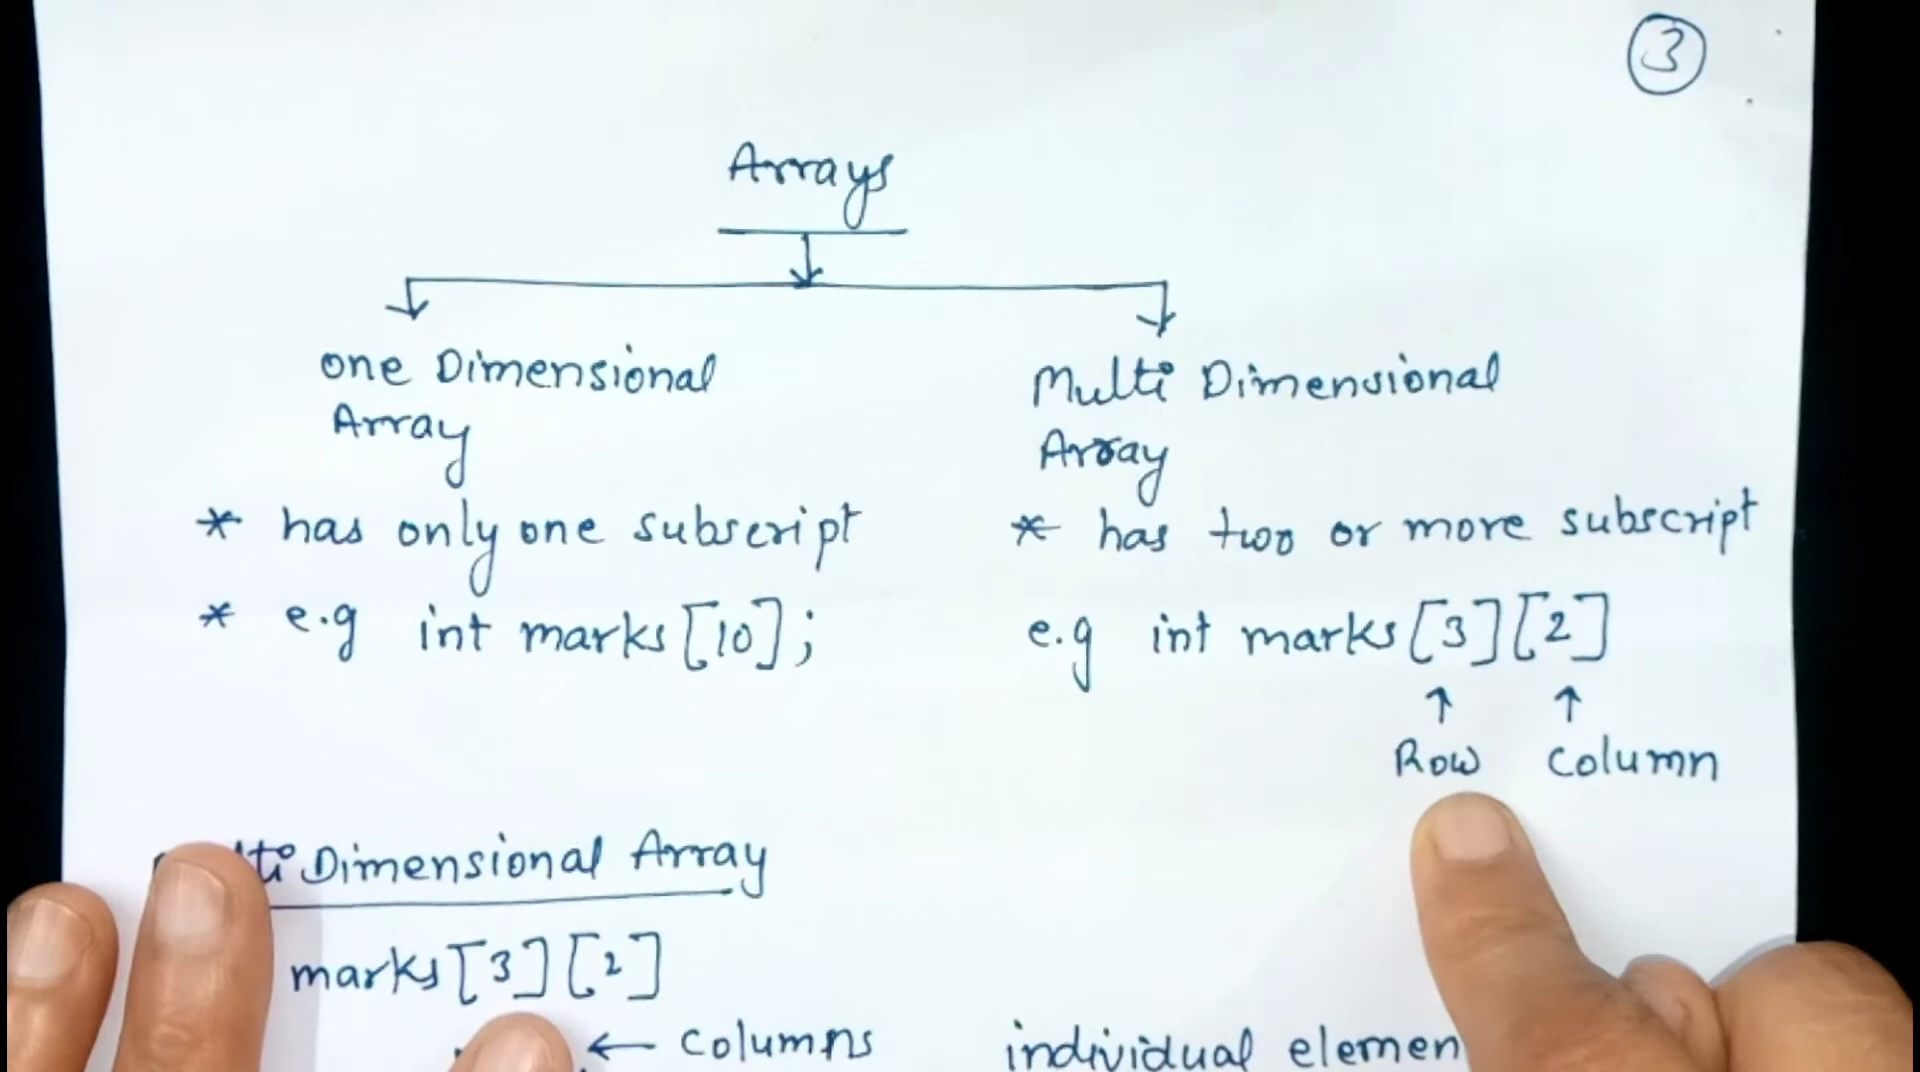 3
Arrays
one Dimensional
Array
* has only one subscript
* e.g int marks [10];
Multi Dimensional
Array
* has two or more subscript
e.g int marks [3][2]
↑ ↑
Row Column
Dimensional Array
marks [3][2]
← Columns
individual